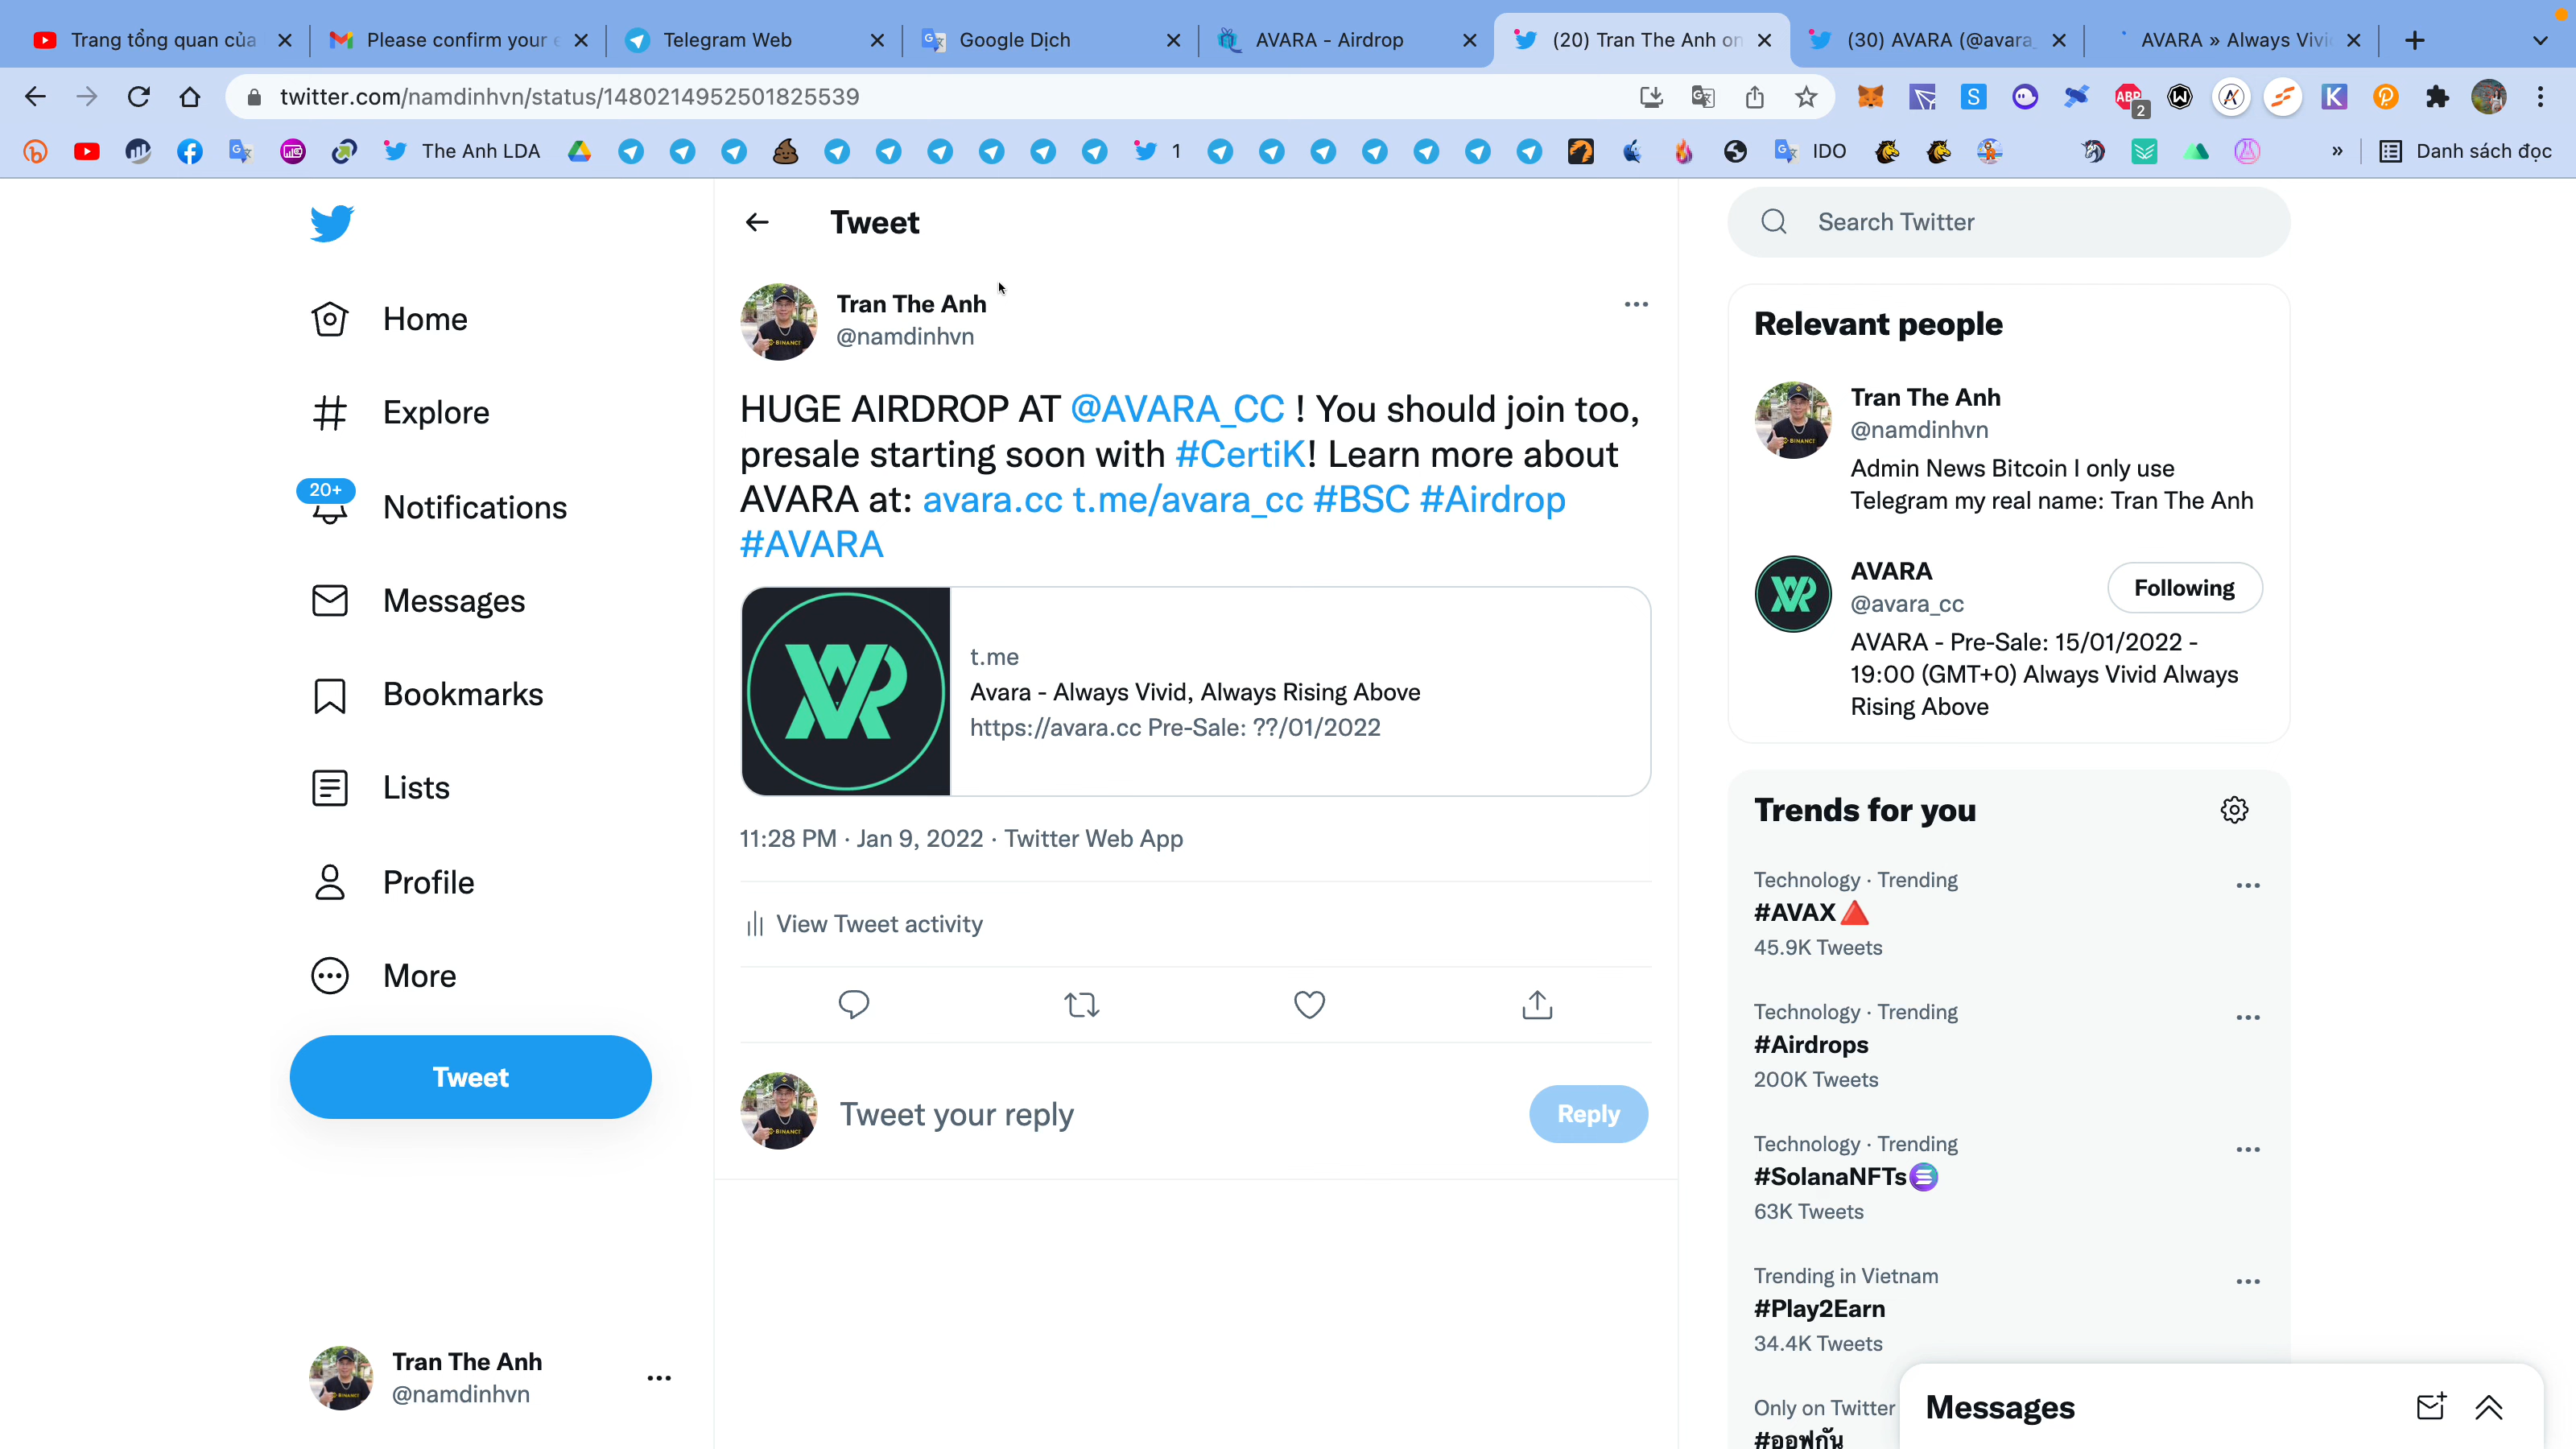 Trang tổng quan của
Please confirm your e
Telegram Web
Google Dịch
AVARA - Airdrop
(20) Tran The Anh on
(30) AVARA (@avara_
AVARA » Always Vivi
twitter.com/namdinhvn/status/1480214952501825539
ABP
2
The Anh LDA
1
IDO
»
Danh sách đọc
Home
Explore
20+
Notifications
Messages
Bookmarks
Lists
Profile
More
Tweet
Tran The Anh
@namdinhvn
Tweet
Tran The Anh
@namdinhvn
HUGE AIRDROP AT @AVARA_CC ! You should join too,
presale starting soon with #CertiK! Learn more about
AVARA at: avara.cc t.me/avara_cc #BSC #Airdrop
#AVARA
t.me
Avara - Always Vivid, Always Rising Above
https://avara.cc Pre-Sale: ??/01/2022
11:28 PM · Jan 9, 2022 · Twitter Web App
View Tweet activity
Tweet your reply
Reply
Search Twitter
Relevant people
Tran The Anh
@namdinhvn
Admin News Bitcoin I only use
Telegram my real name: Tran The Anh
AVARA
@avara_cc
Following
AVARA - Pre-Sale: 15/01/2022 -
19:00 (GMT+0) Always Vivid Always
Rising Above
Trends for you
Technology · Trending
#AVAX
45.9K Tweets
Technology · Trending
#Airdrops
200K Tweets
Technology · Trending
#SolanaNFTs
63K Tweets
Trending in Vietnam
#Play2Earn
34.4K Tweets
Only on Twitter
#ออฟกัน
Messages